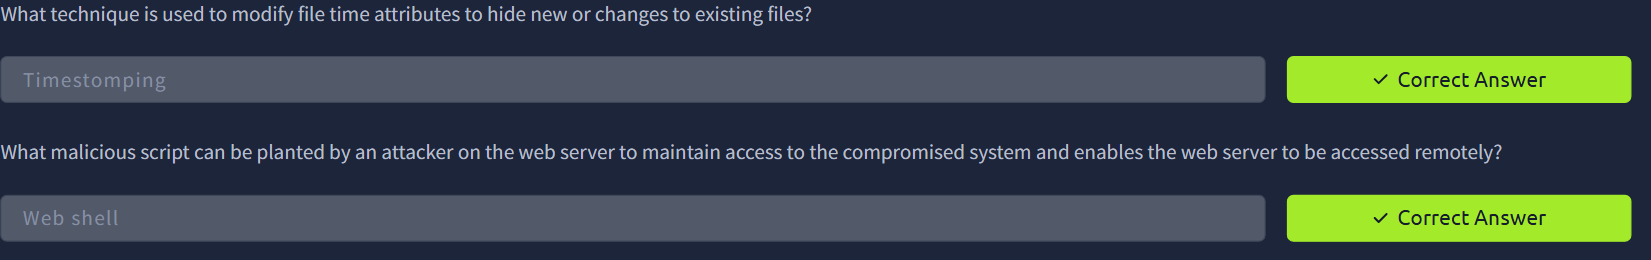 What technique is used to modify file time attributes to hide new or changes to existing files?
Timestomping
✓ Correct Answer
What malicious script can be planted by an attacker on the web server to maintain access to the compromised system and enables the web server to be accessed remotely?
Web shell
✓ Correct Answer